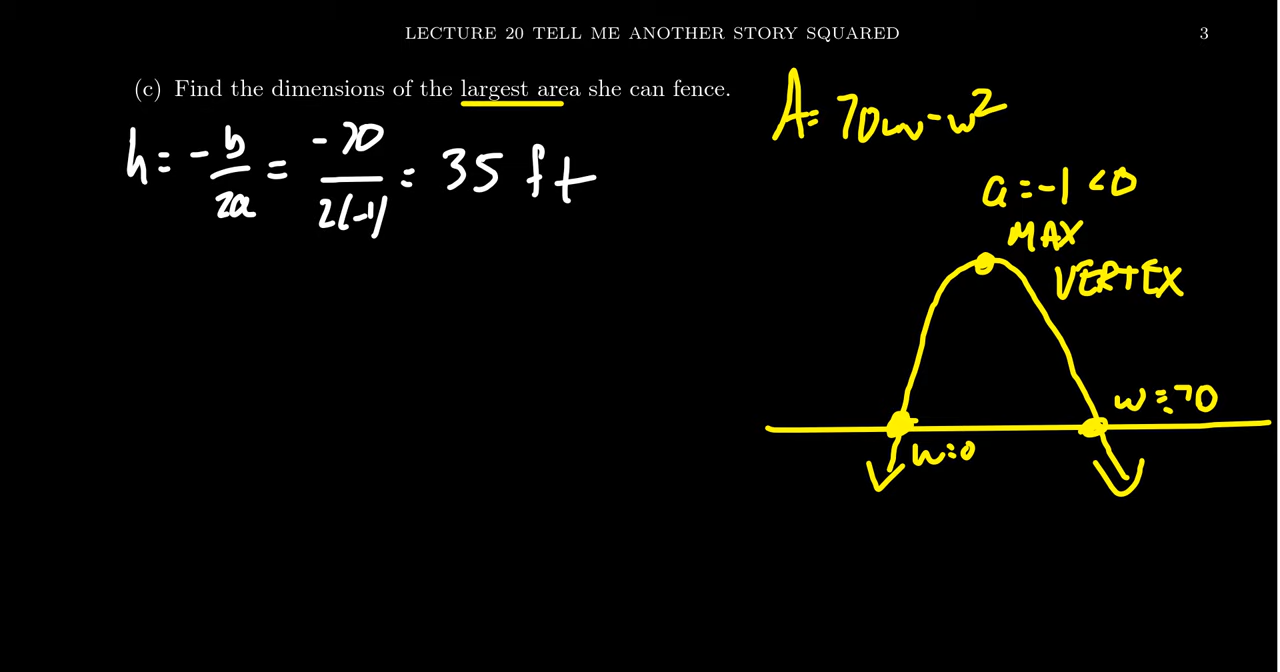 LECTURE 20 TELL ME ANOTHER STORY SQUARED 3
(c) Find the dimensions of the largest area she can fence.
A = 70w - w²
h = -b/2a = -70/2(-1) = 35 ft
a = -1 < 0
MAX
VERTEX
w = 70
w = 0